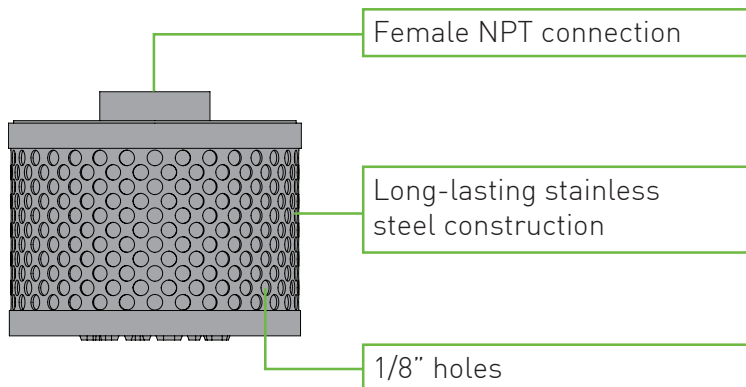 Female NPT connection
Long-lasting stainless
steel construction
1/8” holes